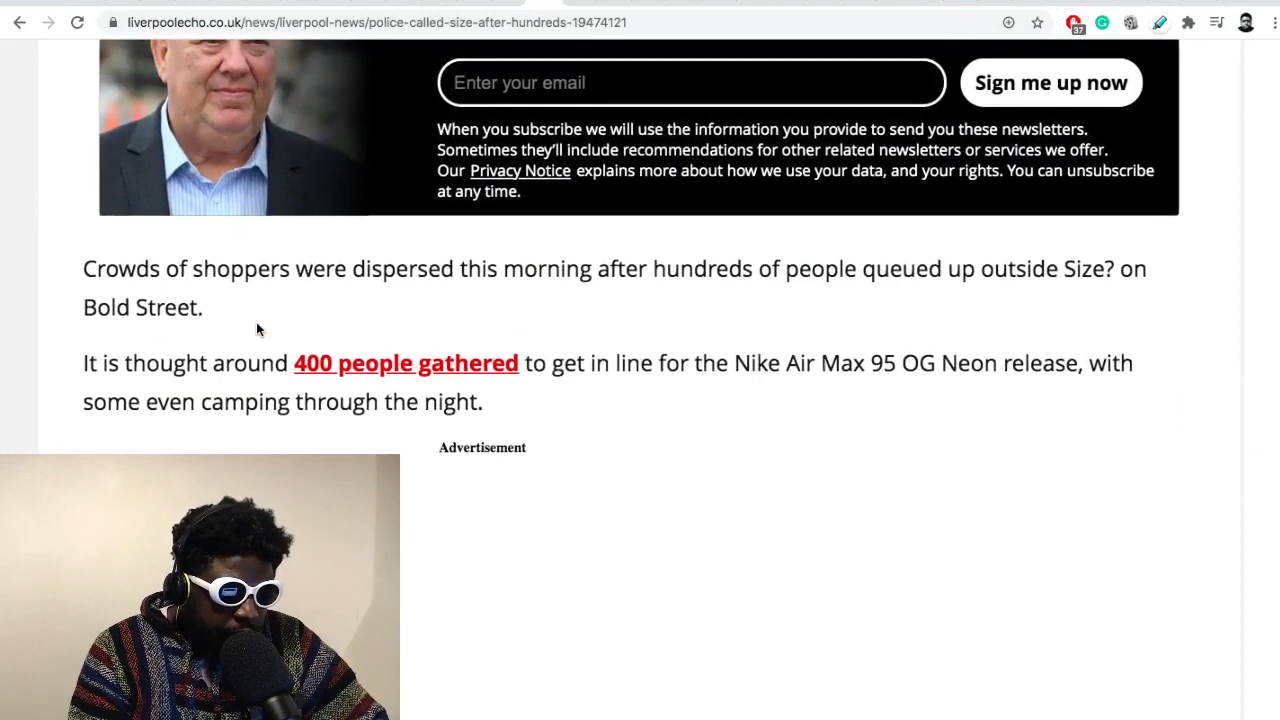 liverpoolecho.co.uk/news/liverpool-news/police-called-size-after-hundreds-19474121
37
Enter your email
Sign me up now
When you subscribe we will use the information you provide to send you these newsletters.
Sometimes they'll include recommendations for other related newsletters or services we offer.
Our Privacy Notice explains more about how we use your data, and your rights. You can unsubscribe
at any time.
Crowds of shoppers were dispersed this morning after hundreds of people queued up outside Size? on
Bold Street.
It is thought around 400 people gathered to get in line for the Nike Air Max 95 OG Neon release, with
some even camping through the night.
Advertisement